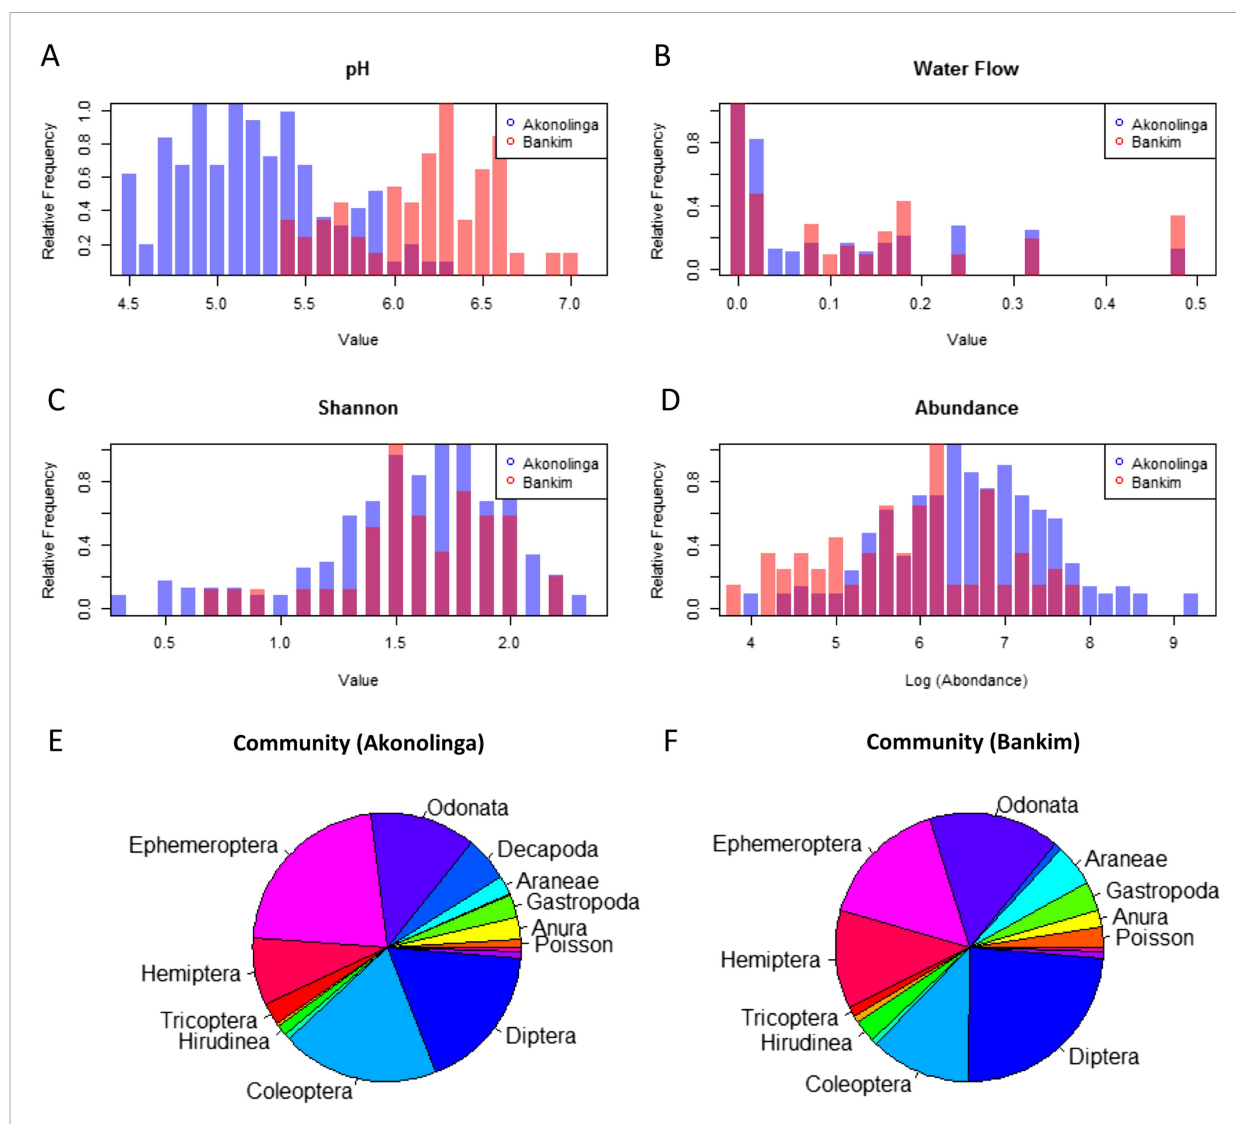 A
pH
Relative Frequency
1.0
0.8
0.6
0.4
0.2
Akonolinga
Bankim
4.5 5.0 5.5 6.0 6.5 7.0
Value
B
Water Flow
Relative Frequency
0.8
0.4
0.0
Akonolinga
Bankim
0.0 0.1 0.2 0.3 0.4 0.5
Value
C
Shannon
Relative Frequency
0.8
0.4
0.0
Akonolinga
Bankim
0.5 1.0 1.5 2.0
Value
D
Abundance
Relative Frequency
0.8
0.4
0.0
Akonolinga
Bankim
4 5 6 7 8 9
Log (Abondance)
E
Community (Akonolinga)
Odonata
Ephemeroptera
Decapoda
Araneae
Gastropoda
Anura
Poisson
Hemiptera
Tricoptera
Hirudinea
Diptera
Coleoptera
F
Community (Bankim)
Odonata
Ephemeroptera
Araneae
Gastropoda
Anura
Poisson
Hemiptera
Tricoptera
Hirudinea
Diptera
Coleoptera